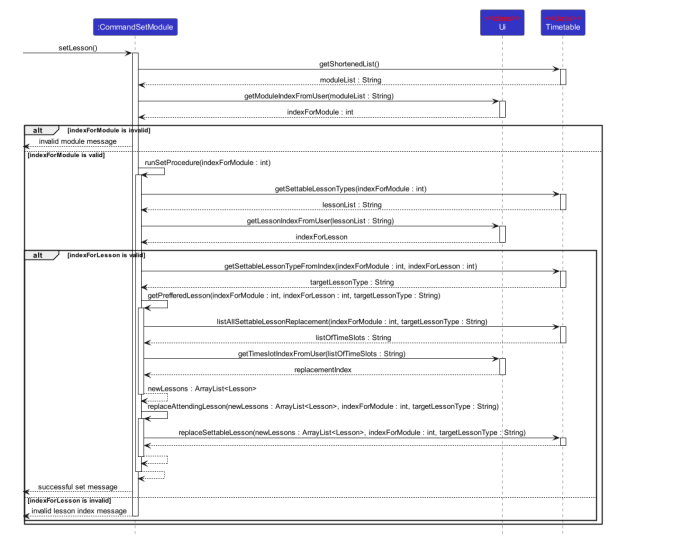 :CommandSetModule
Ui
Timetable
setLesson()
getShortenedList()
moduleList : String
getModuleIndexFromUser(moduleList : String)
indexForModule : int
alt [indexForModule is invalid]
invalid module message
[indexForModule is valid]
runSetProcedure(indexForModule : int)
getSettableLessonTypes(indexForModule : int)
lessonList : String
getLessonIndexFromUser(lessonList : String)
indexForLesson
alt [indexForLesson is valid]
getSettableLessonTypeFromIndex(indexForModule : int, indexForLesson : int)
targetLessonType : String
getPrefferedLesson(indexForModule : int, indexForLesson : int, targetLessonType : String)
listAllSettableLessonReplacement(indexForModule : int, targetLessonType : String)
listOfTimeSlots : String
getTimeslotIndexFromUser(listOfTimeSlots : String)
replacementIndex
newLessons : ArrayList<Lesson>
replaceAttendingLesson(newLessons : ArrayList<Lesson>, indexForModule : int, targetLessonType : String)
replaceSettableLesson(newLessons : ArrayList<Lesson>, indexForModule : int, targetLessonType : String)
successful set message
[indexForLesson is invalid]
invalid lesson index message